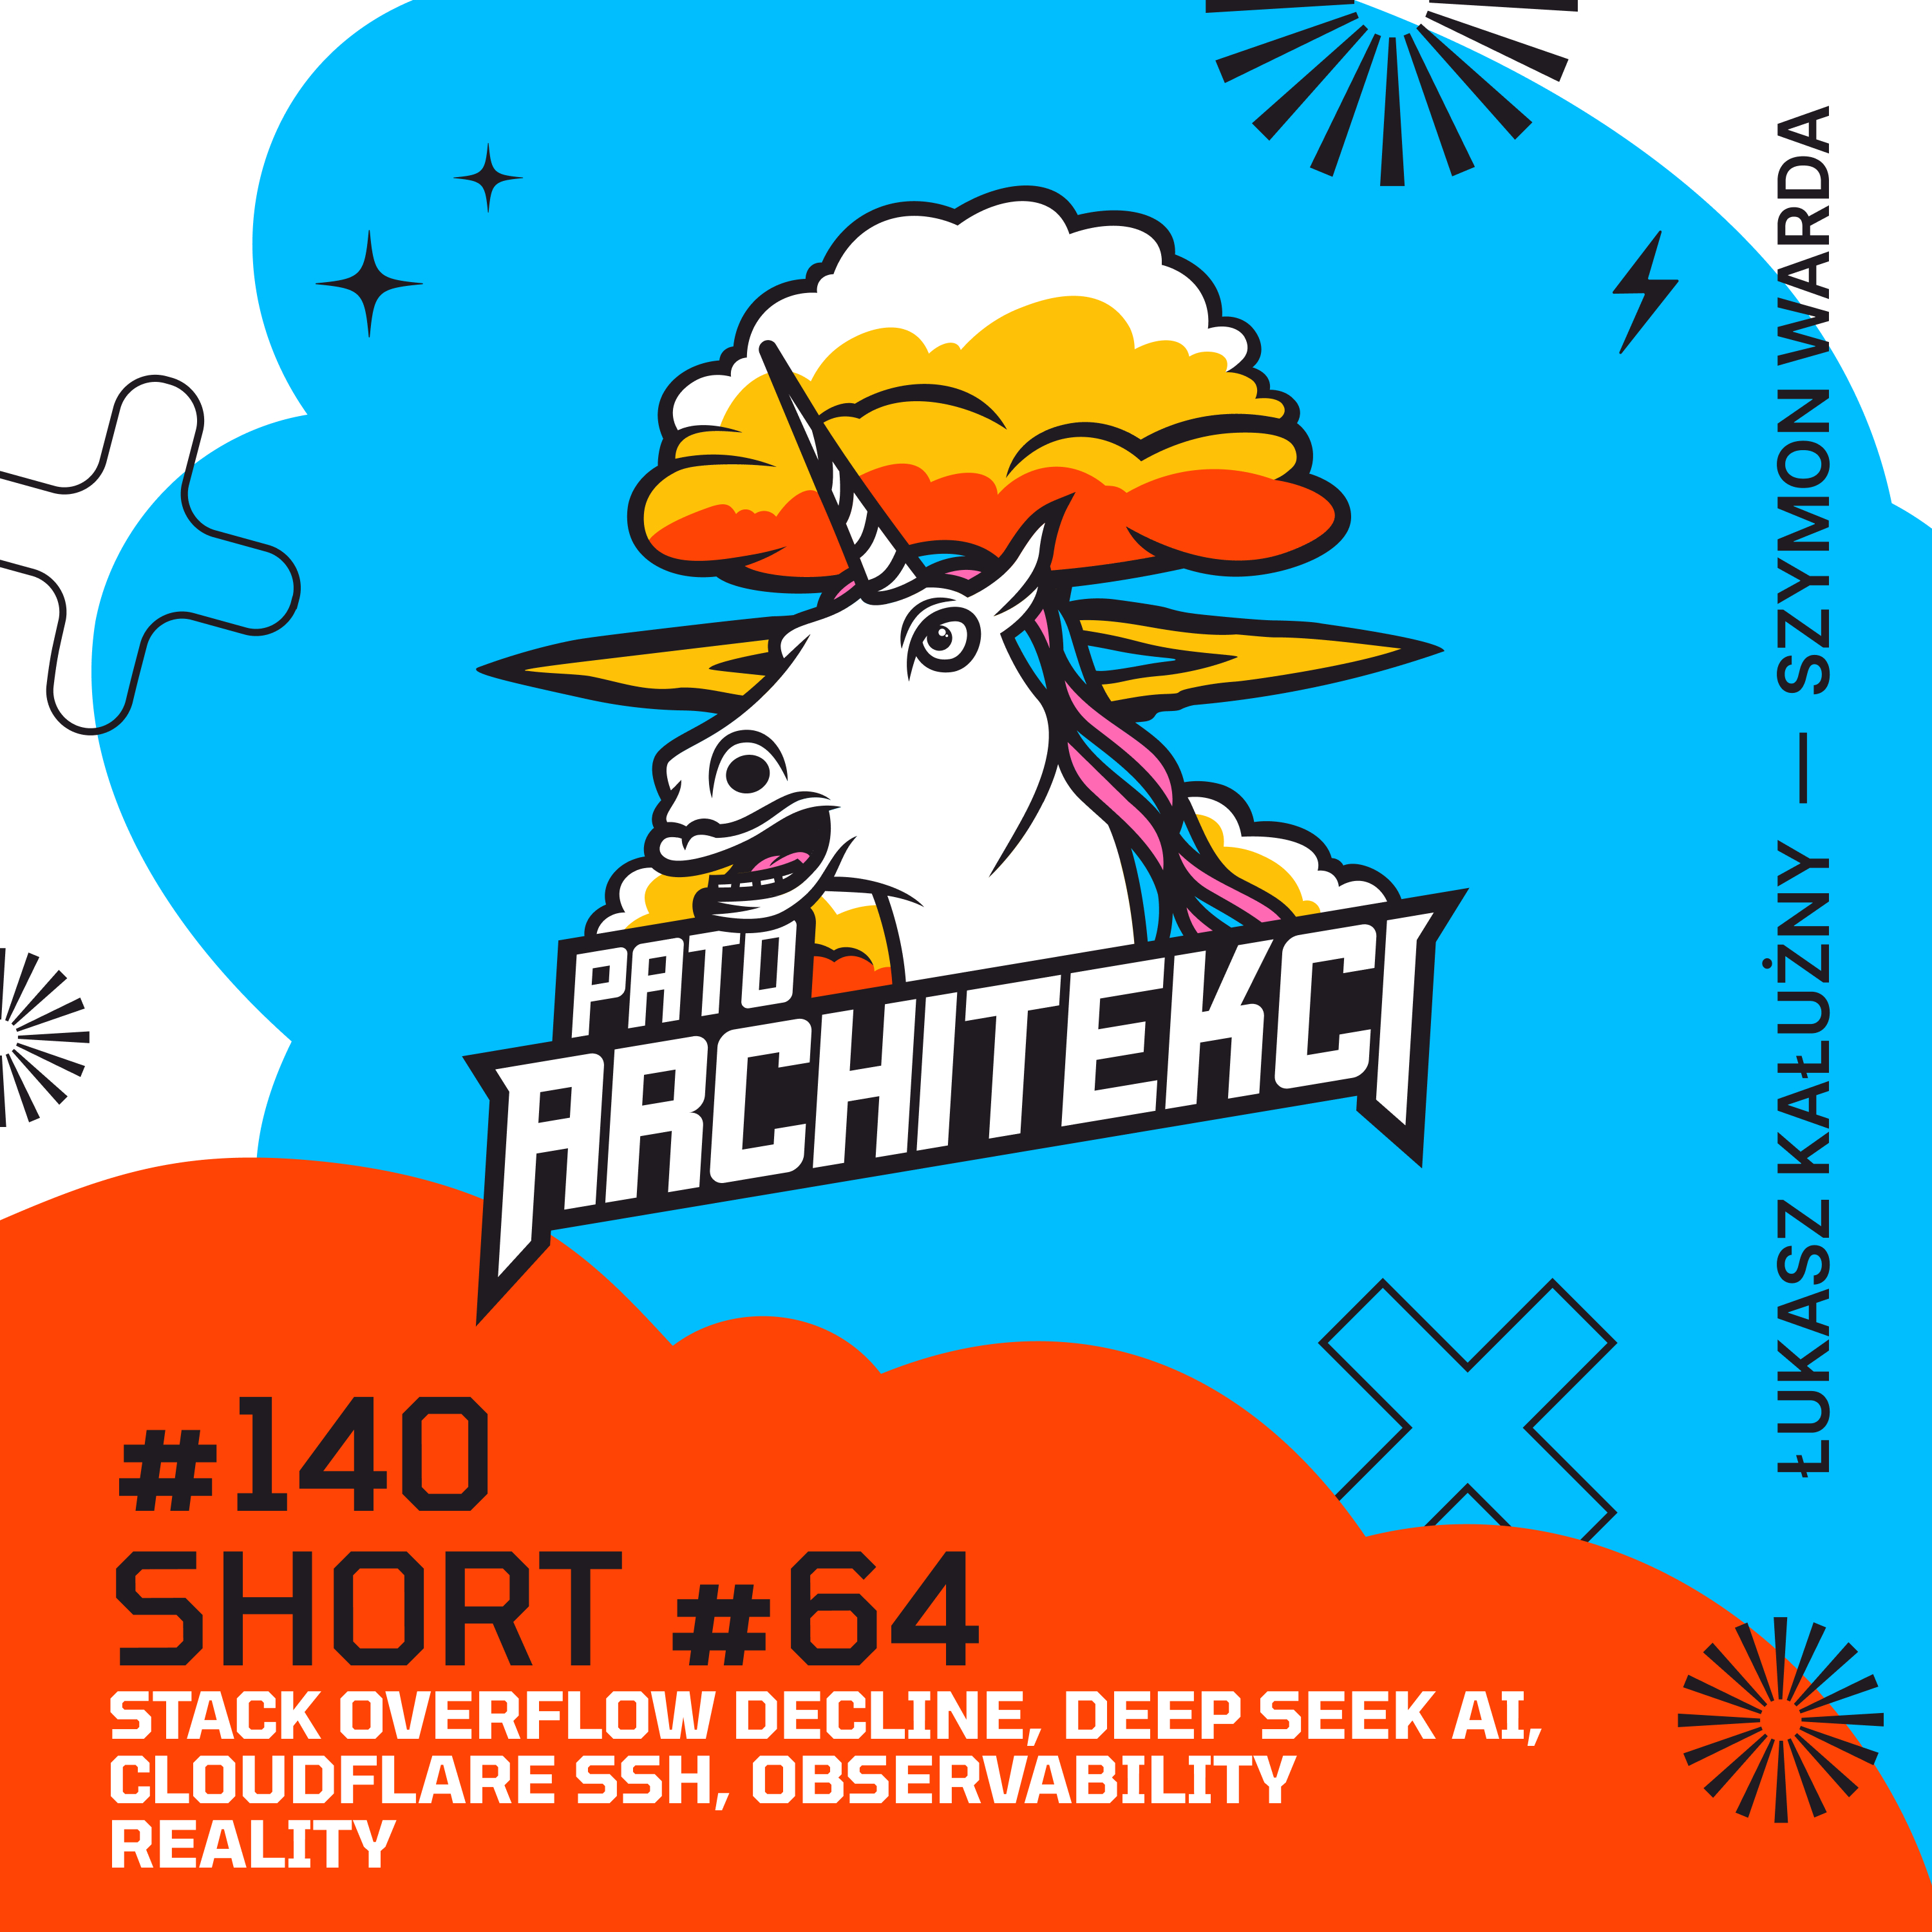 PATO
ARCHITEKCI
ŁUKASZ KAŁUŻNY — SZYMON WARDA
#140
SHORT #64
STACK OVERFLOW DECLINE, DEEP SEEK AI,
CLOUDFLARE SSH, OBSERVABILITY
REALITY